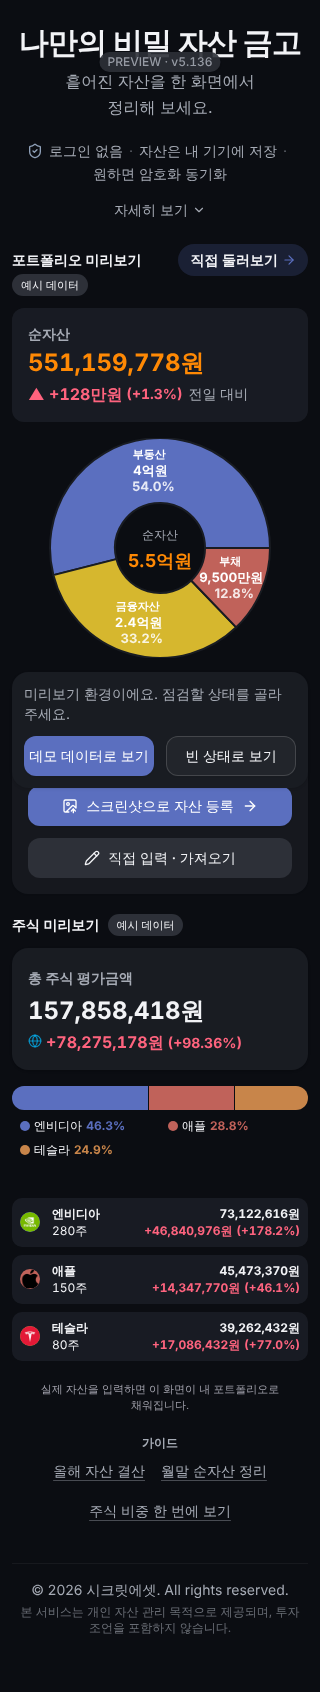 나만의 비밀 자산 금고
PREVIEW · v5.136
흩어진 자산을 한 화면에서
정리해 보세요.
로그인 없음 · 자산은 내 기기에 저장 ·
원하면 암호화 동기화
자세히 보기
포트폴리오 미리보기
직접 둘러보기 →
예시 데이터
순자산
551,159,778원
▲ +128만원 (+1.3%) 전일 대비
부동산
4억원
54.0%
순자산
5.5억원
부채
9,500만원
12.8%
금융자산
2.4억원
33.2%
미리보기 환경이에요. 점검할 상태를 골라
주세요.
데모 데이터로 보기
빈 상태로 보기
스크린샷으로 자산 등록 →
직접 입력 · 가져오기
주식 미리보기 예시 데이터
총 주식 평가금액
157,858,418원
+78,275,178원 (+98.36%)
엔비디아 46.3%
애플 28.8%
테슬라 24.9%
엔비디아 73,122,616원
280주 +46,840,976원 (+178.2%)
애플 45,473,370원
150주 +14,347,770원 (+46.1%)
테슬라 39,262,432원
80주 +17,086,432원 (+77.0%)
실제 자산을 입력하면 이 화면이 내 포트폴리오로
채워집니다.
가이드
올해 자산 결산 월말 순자산 정리
주식 비중 한 번에 보기
© 2026 시크릿에셋. All rights reserved.
본 서비스는 개인 자산 관리 목적으로 제공되며, 투자
조언을 포함하지 않습니다.